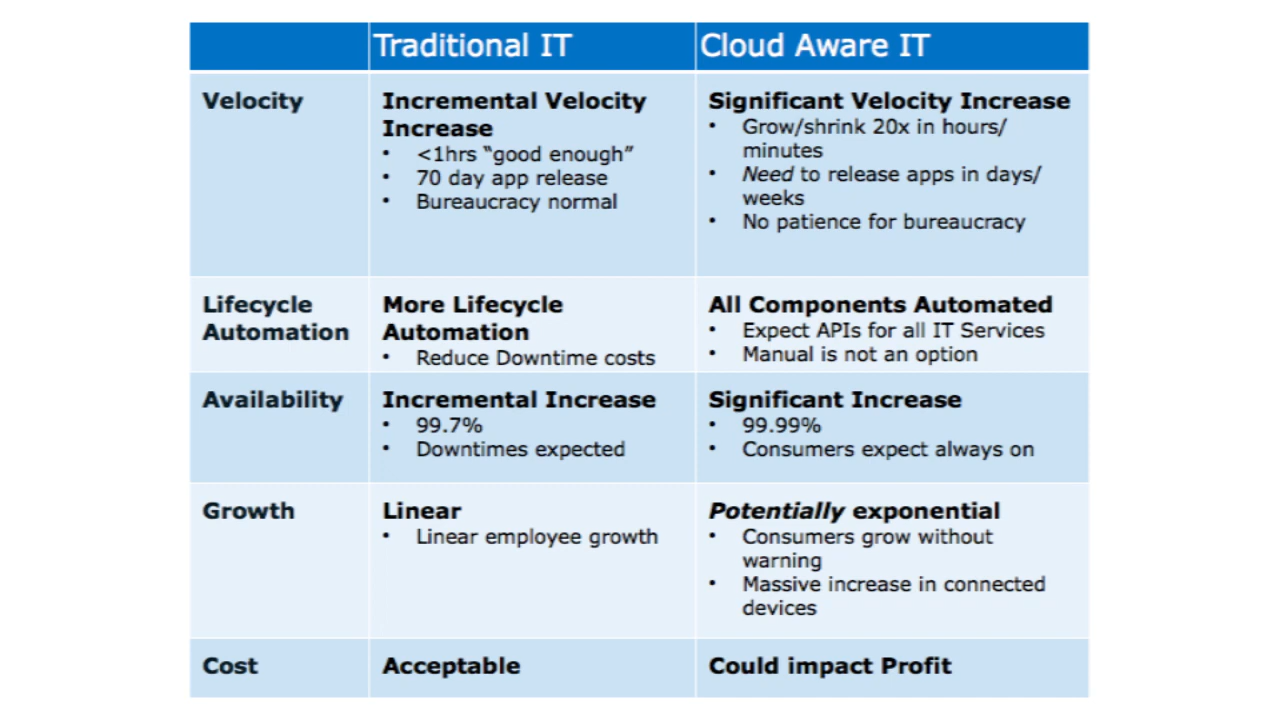 Traditional IT
Cloud Aware IT
Velocity
Incremental Velocity
Increase
• <1hrs “good enough”
• 70 day app release
• Bureaucracy normal
Significant Velocity Increase
• Grow/shrink 20x in hours/
minutes
• Need to release apps in days/
weeks
• No patience for bureaucracy
Lifecycle
Automation
More Lifecycle
Automation
• Reduce Downtime costs
All Components Automated
• Expect APIs for all IT Services
• Manual is not an option
Availability
Incremental Increase
• 99.7%
• Downtimes expected
Significant Increase
• 99.99%
• Consumers expect always on
Growth
Linear
• Linear employee growth
Potentially exponential
• Consumers grow without
warning
• Massive increase in connected
devices
Cost
Acceptable
Could impact Profit